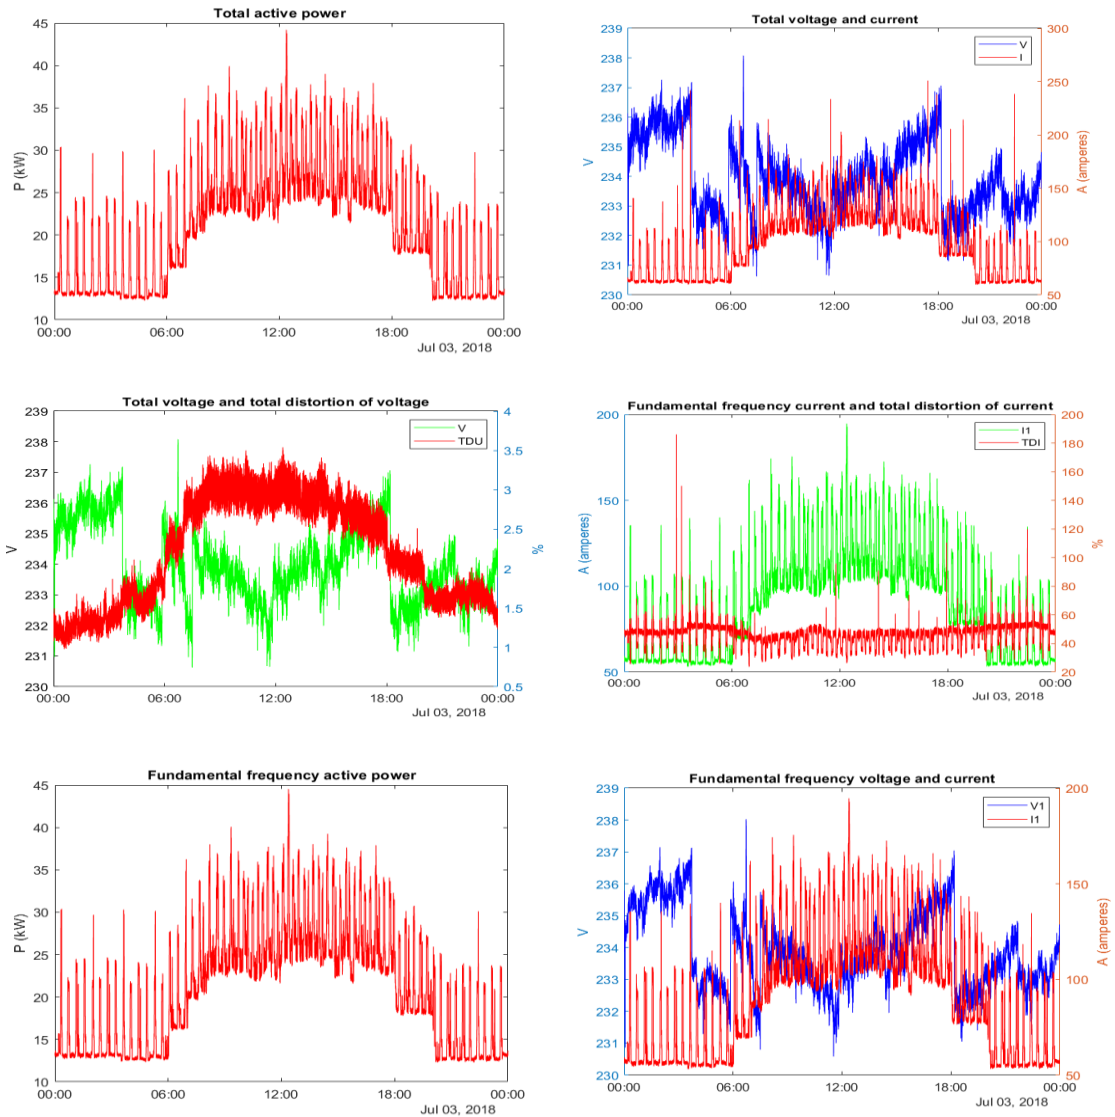 Total active power
45
40
35
30
25
20
15
10
P (kW)
00:00 06:00 12:00 18:00 00:00
Jul 03, 2018
Total voltage and current
239
238
237
236
235
234
233
232
231
230
V
300
250
200
150
100
50
A (amperes)
V
I
00:00 06:00 12:00 18:00 00:00
Jul 03, 2018
Total voltage and total distortion of voltage
239
238
237
236
235
234
233
232
231
230
V
4
3.5
3
2.5
2
1.5
1
0.5
%
V
TDU
00:00 06:00 12:00 18:00 00:00
Jul 03, 2018
Fundamental frequency current and total distortion of current
200
150
100
50
A (amperes)
200
180
160
140
120
100
80
60
40
20
%
I1
TDI
00:00 06:00 12:00 18:00 00:00
Jul 03, 2018
Fundamental frequency active power
45
40
35
30
25
20
15
10
P (kW)
00:00 06:00 12:00 18:00 00:00
Jul 03, 2018
Fundamental frequency voltage and current
239
238
237
236
235
234
233
232
231
230
V
200
150
100
50
A (amperes)
V1
I1
00:00 06:00 12:00 18:00 00:00
Jul 03, 2018